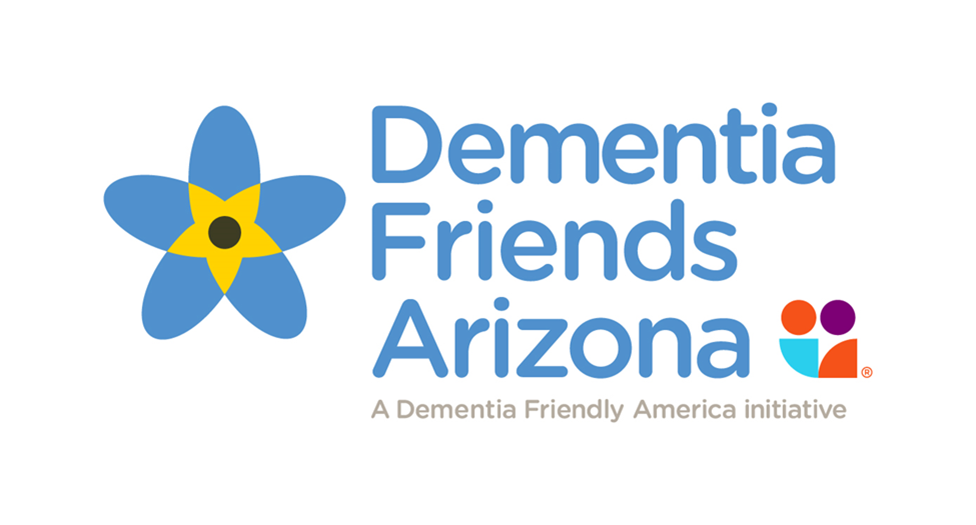 Dementia
Friends
Arizona
®
A Dementia Friendly America initiative